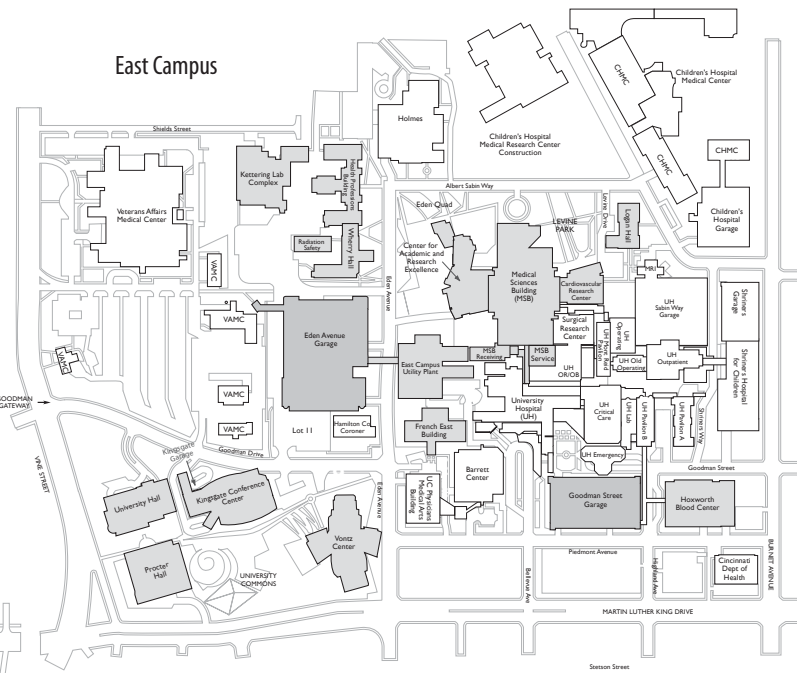 East Campus
CHMC
Children's Hospital
Medical Center
Holmes
Shields Street
Children's Hospital
Medical Research Center
Construction
CHMC
CHMC
Kettering Lab
Complex
Health Professions
Building
Veterans Affairs
Medical Center
Albert Sabin Way
Eden Quad
Levine Drive
Logan Hall
Children's
Hospital
Garage
LEVINE
PARK
Wherry Hall
Radiation
Safety
Center for
Academic and
Research
Excellence
VAMC
Medical
Sciences
Building
(MSB)
MRI
Cardiovascular
Research
Center
Eden Avenue
UH
Sabin Way
Garage
Shriners
Garage
VAMC
Eden Avenue
Garage
Surgical
Research
Center
UH Mont Reid
Pavilion
UH
Operating
MSB
Receiving
MSB
Service
UH
Outpatient
VAMC
East Campus
Utility Plant
UH
OR/OB
UH Old
Operating
Shriners Hospital
for Children
GOODMAN
GATEWAY
VAMC
University
Hospital
(UH)
UH
Critical
Care
UH Lab
UH Pavilion B
UH Pavilion A
Shriners Way
VAMC
Lot 11
Hamilton Co
Coroner
French East
Building
Kingsgate
Garage
Goodman Drive
UH Emergency
VINE STREET
Goodman Street
Barrett
Center
UC Physicians
Medical Arts
Building
University Hall
Kingsgate Conference
Center
Eden Avenue
Goodman Street
Garage
Hoxworth
Blood Center
Vontz
Center
Piedmont Avenue
Procter
Hall
UNIVERSITY
COMMONS
Bellevue Ave
Highland Ave
Cincinnati
Dept of
Health
BURNET AVENUE
MARTIN LUTHER KING DRIVE
Stetson Street